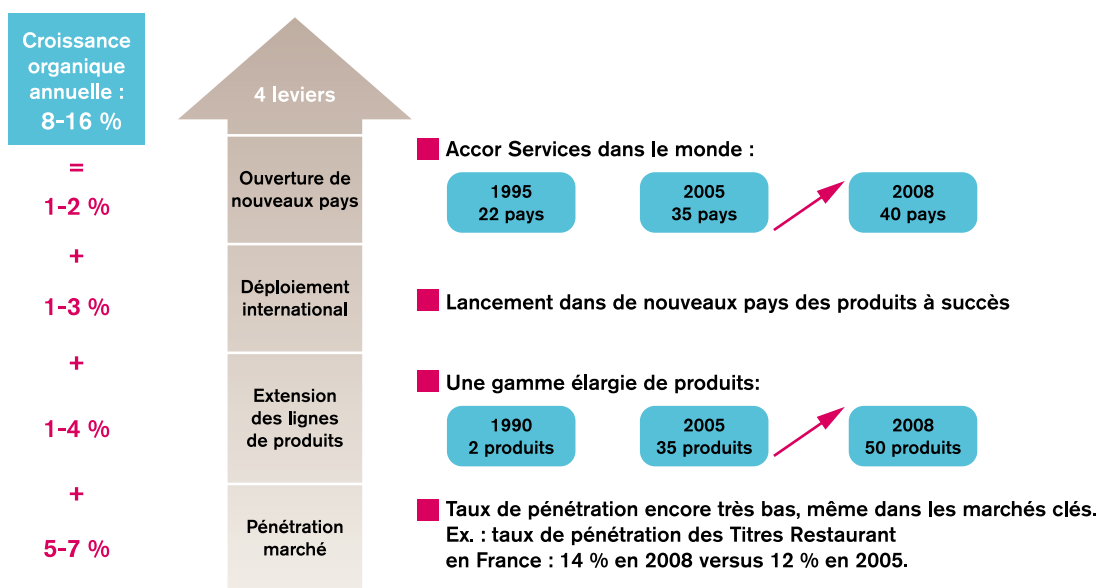 Croissance
organique
annuelle :
8-16 %
=
1-2 %
+
1-3 %
+
1-4 %
+
5-7 %
4 leviers
Ouverture de
nouveaux pays
Déploiement
international
Extension
des lignes
de produits
Pénétration
marché
Accor Services dans le monde :
1995
22 pays
2005
35 pays
2008
40 pays
Lancement dans de nouveaux pays des produits à succès
Une gamme élargie de produits:
1990
2 produits
2005
35 produits
2008
50 produits
Taux de pénétration encore très bas, même dans les marchés clés.
Ex. : taux de pénétration des Titres Restaurant
en France : 14 % en 2008 versus 12 % en 2005.